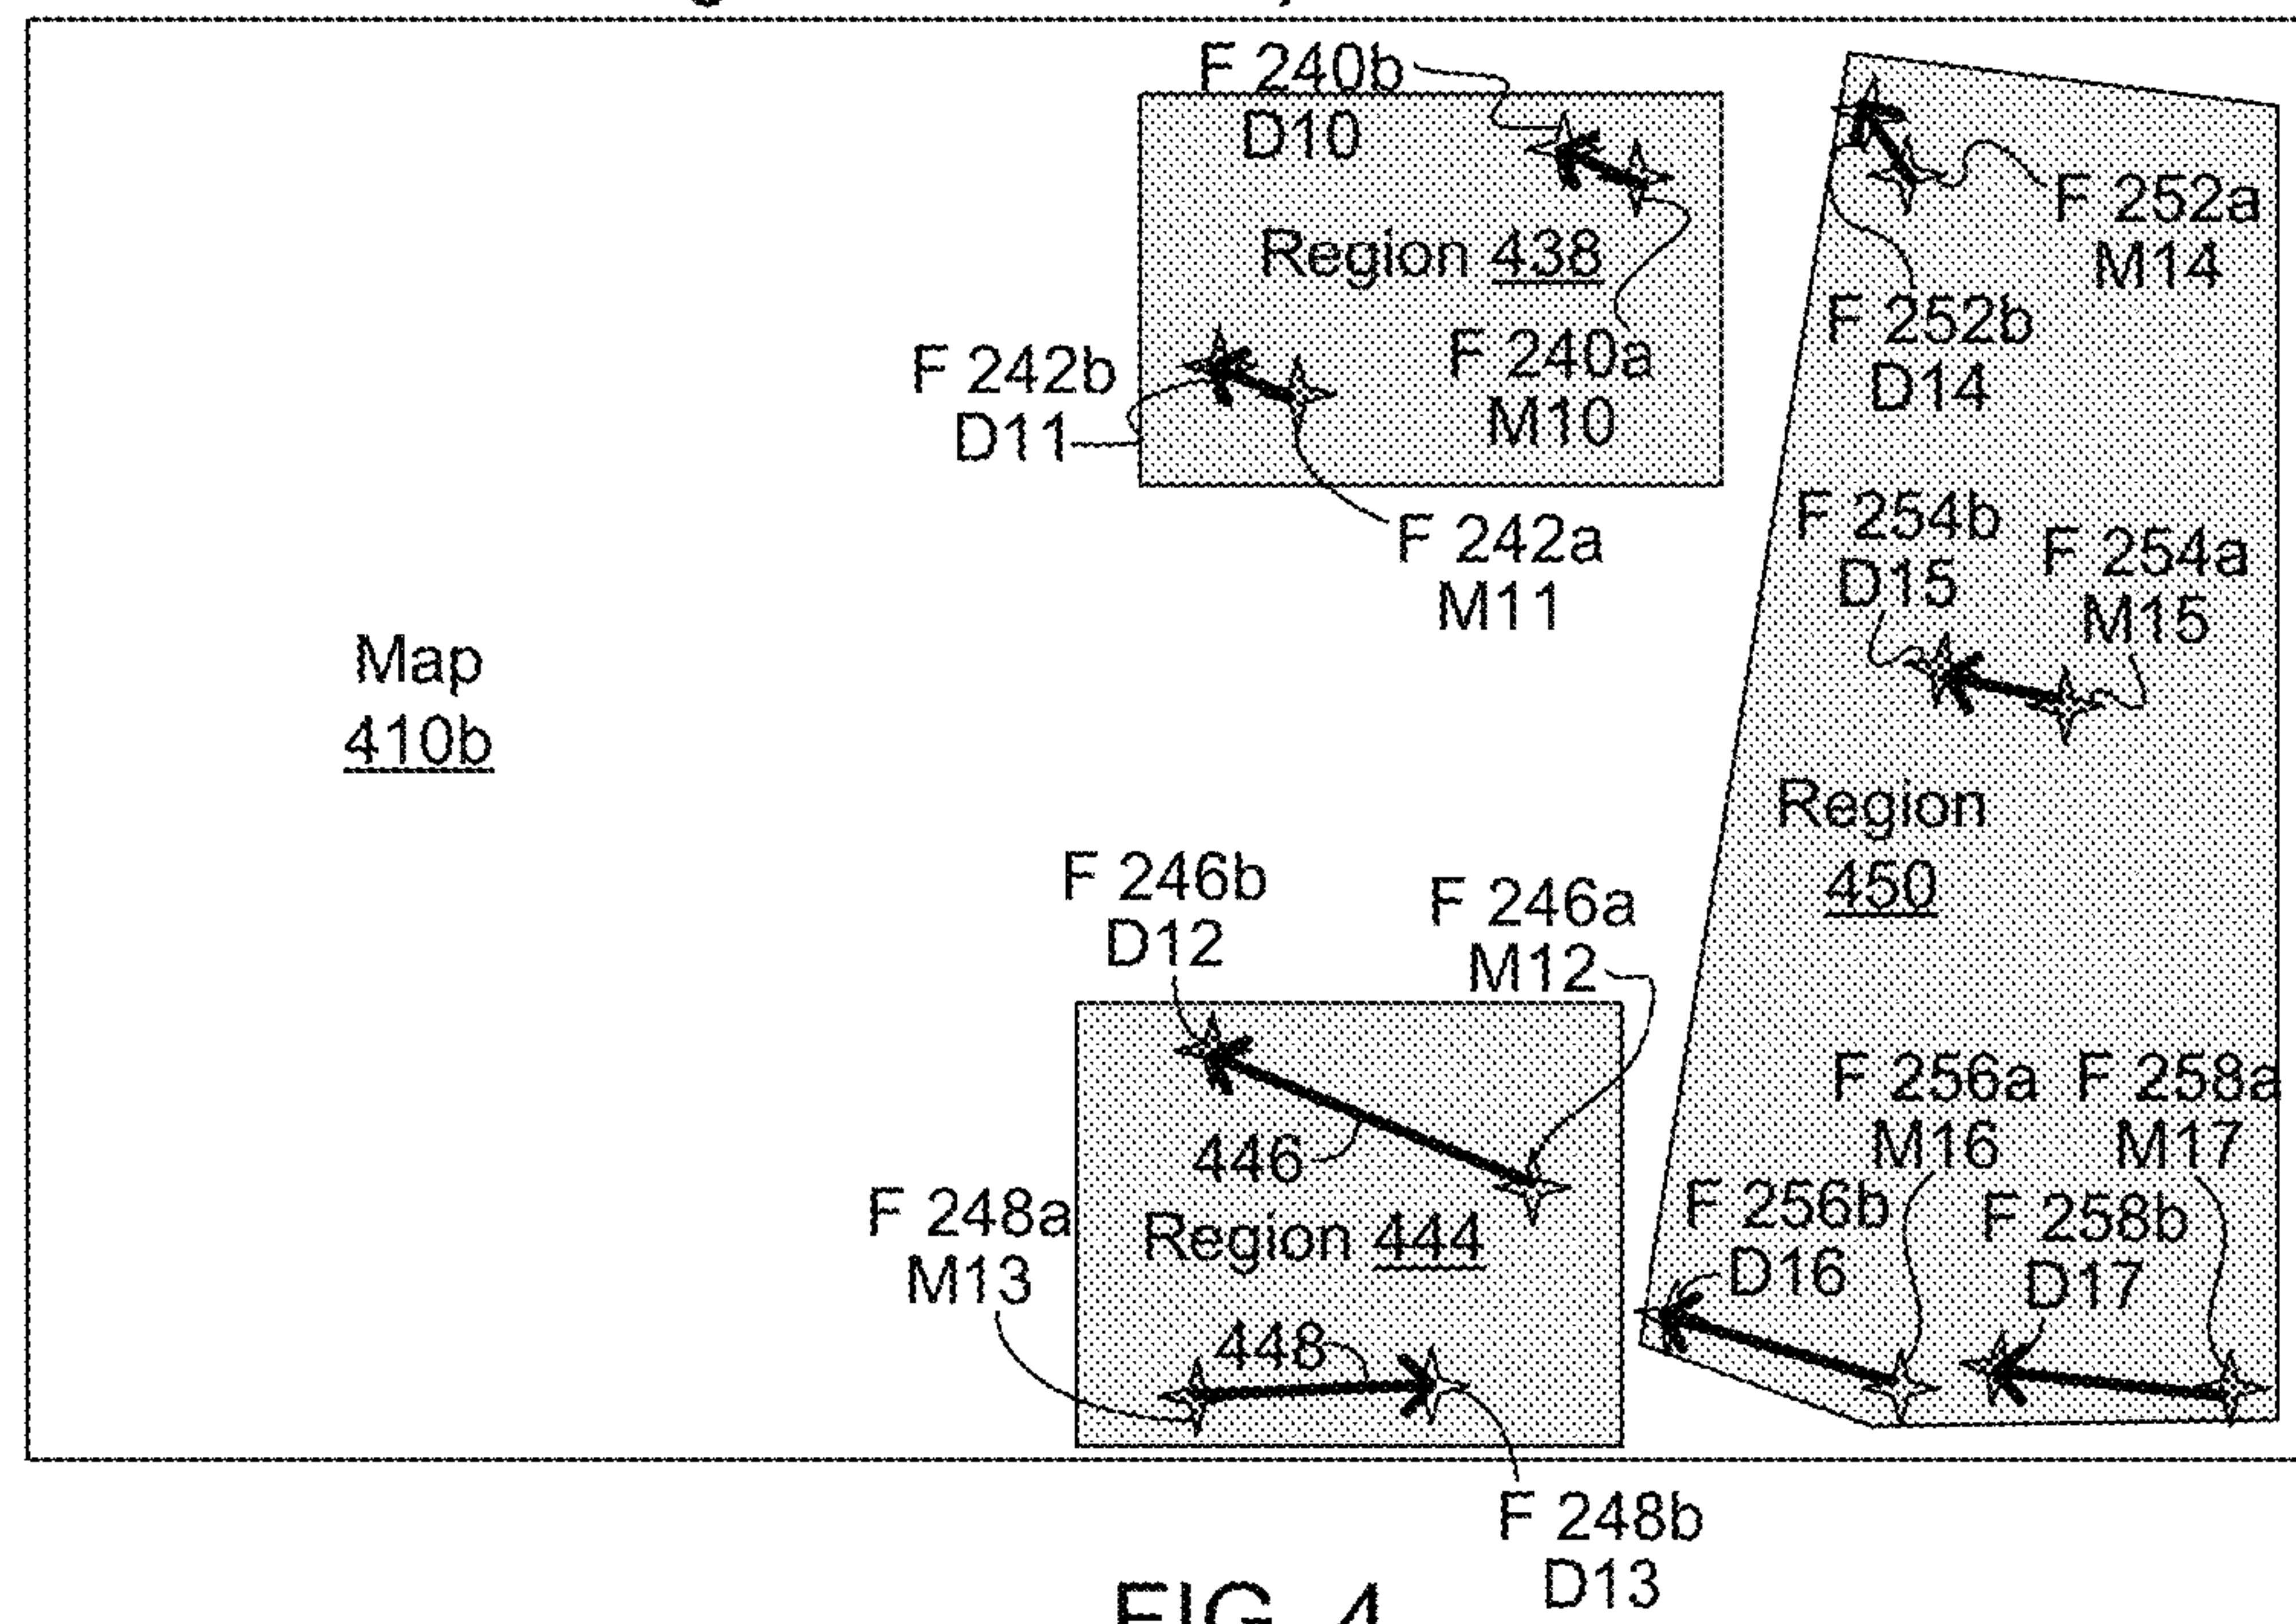 F 240b
D10
Region 438
F 240a
M10
F 242b
D11
F 242a
M11
F 252a
M14
F 252b
D14
F 254b
D15
F 254a
M15
Region
450
Map
410b
F 246b
D12
F 246a
M12
446
Region 444
F 248a
M13
448
F 248b
D13
F 256a
M16
F 258a
M17
F 256b
D16
F 258b
D17
FIG. 4